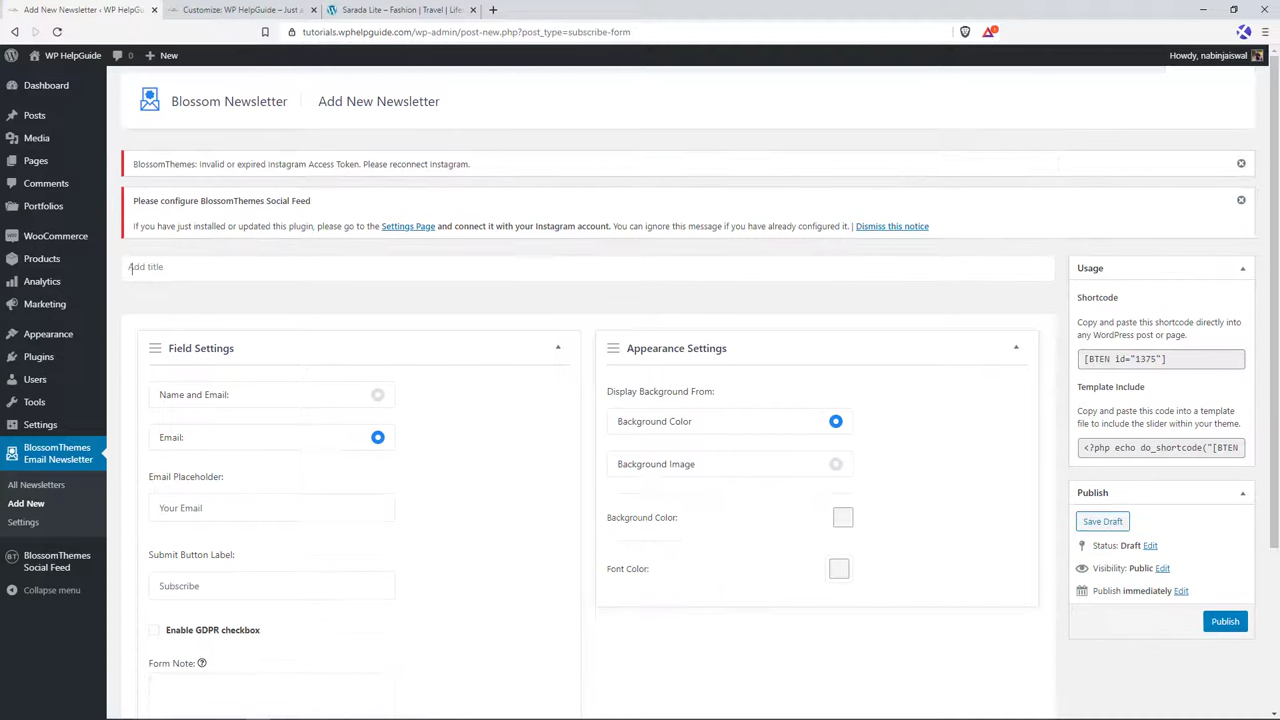 Add New Newsletter ‹ WP HelpG
Customize: WP HelpGuide – Just A
Sarada Lite – Fashion | Travel | Life
tutorials.wphelpguide.com/wp-admin/post-new.php?post_type=subscribe-form
WP HelpGuide
0
New
Howdy, nabinjaiswal
Dashboard
Posts
Media
Pages
Comments
Portfolios
WooCommerce
Products
Analytics
Marketing
Appearance
Plugins
Users
Tools
Settings
BlossomThemes
Email Newsletter
All Newsletters
Add New
Settings
BlossomThemes
Social Feed
Collapse menu
Blossom Newsletter
Add New Newsletter
BlossomThemes: Invalid or expired Instagram Access Token. Please reconnect Instagram.
Please configure BlossomThemes Social Feed
If you have just installed or updated this plugin, please go to the Settings Page and connect it with your Instagram account. You can ignore this message if you have already configured it. | Dismiss this notice
Add title
Field Settings
Name and Email:
Email:
Email Placeholder:
Your Email
Submit Button Label:
Subscribe
Enable GDPR checkbox
Form Note:
Appearance Settings
Display Background From:
Background Color
Background Image
Background Color:
Font Color:
Usage
Shortcode
Copy and paste this shortcode directly into
any WordPress post or page.
[BTEN id="1375"]
Template Include
Copy and paste this code into a template
file to include the slider within your theme.
<?php echo do_shortcode("[BTEN
Publish
Save Draft
Status: Draft Edit
Visibility: Public Edit
Publish immediately Edit
Publish